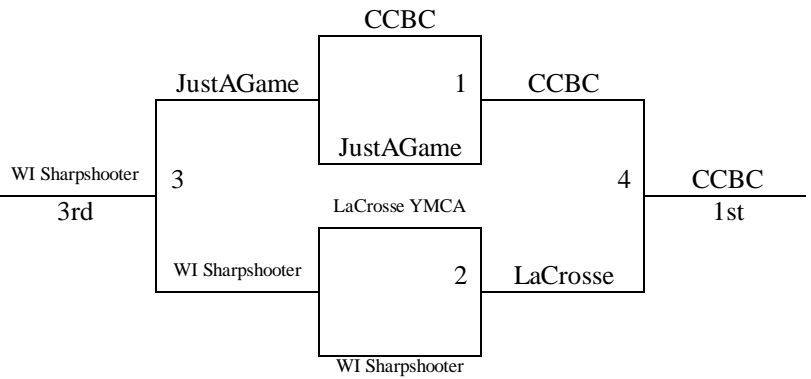 CCBC
JustAGame
1
CCBC
JustAGame
WI Sharpshooter
3
4
CCBC
3rd
LaCrosse YMCA
1st
WI Sharpshooter
2
LaCrosse
WI Sharpshooter